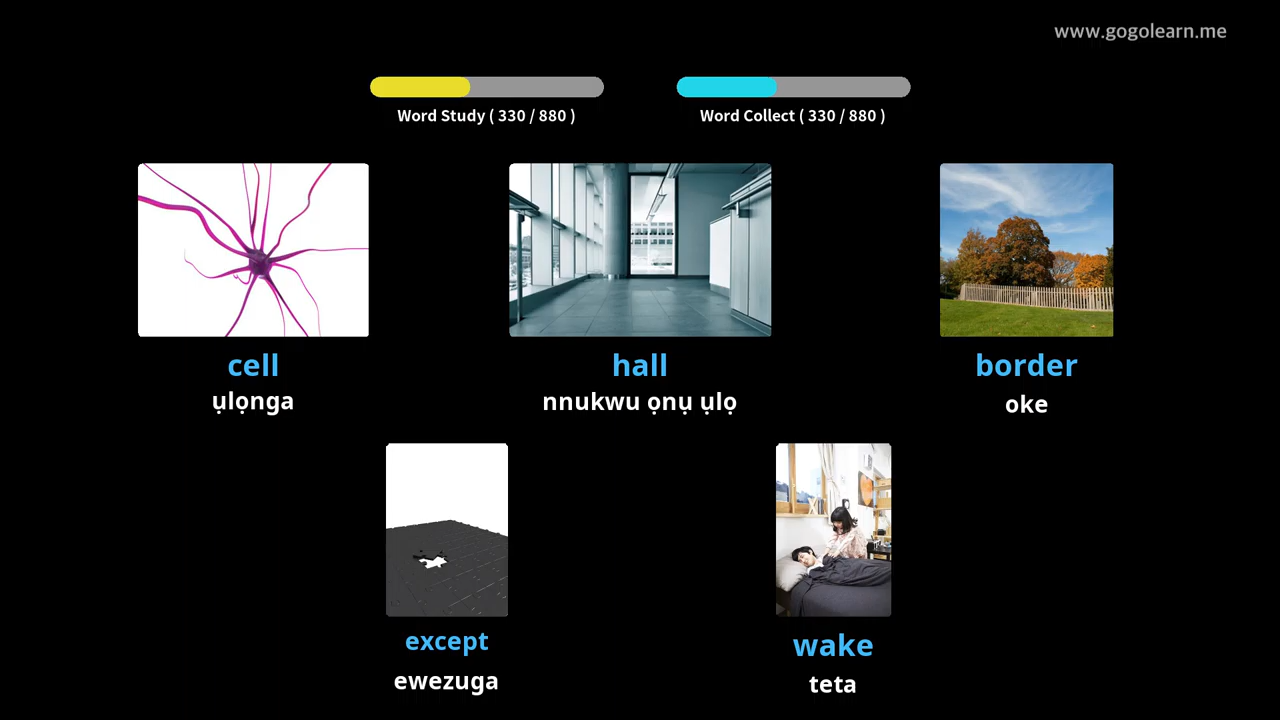 www.gogolearn.me
Word Study ( 330 / 880 )
Word Collect ( 330 / 880 )
cell
ụlọnga
hall
nnukwu ọnụ ụlọ
border
oke
except
ewezuga
wake
teta